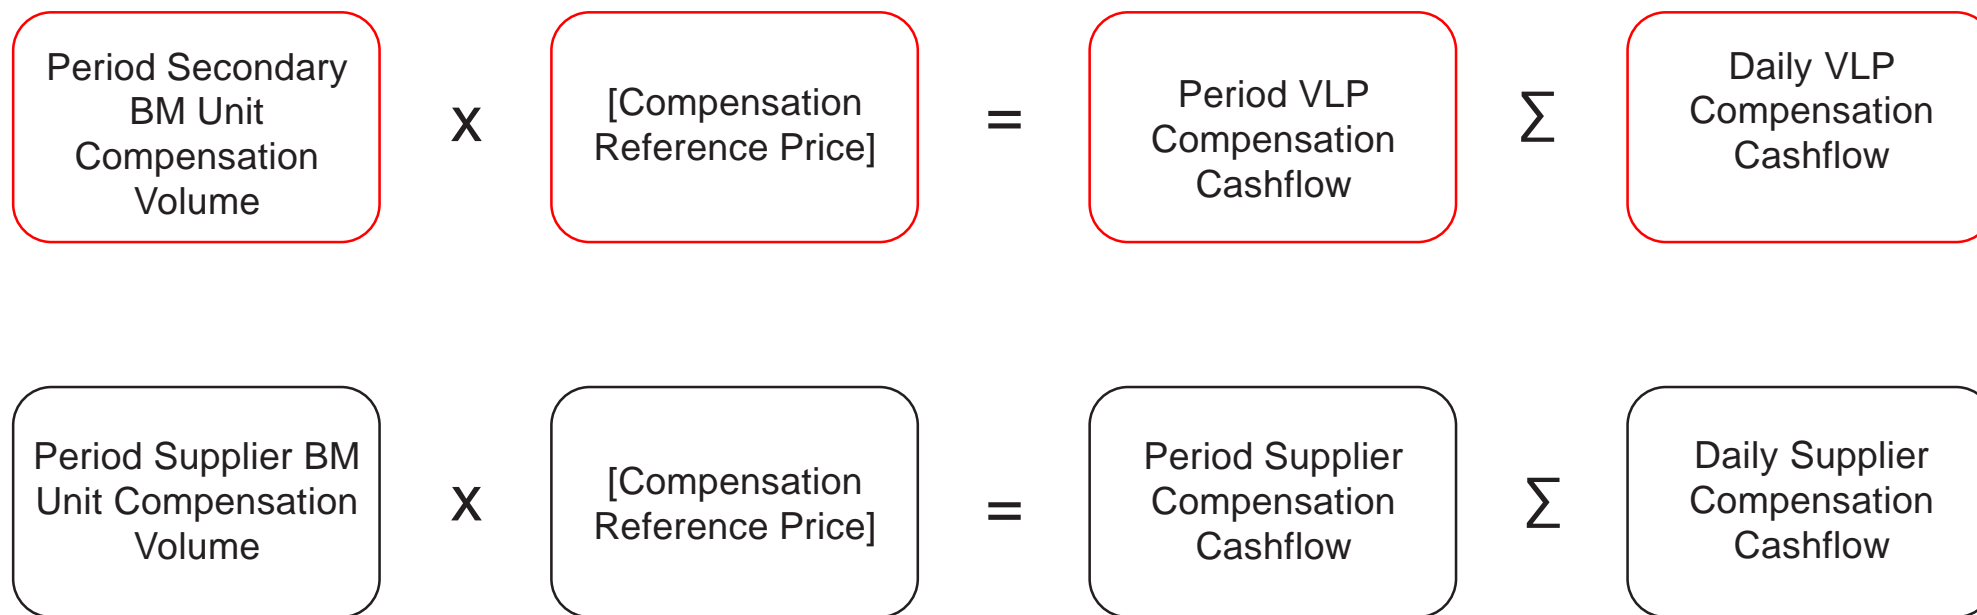 Period Secondary
BM Unit
Compensation
Volume
x
[Compensation
Reference Price]
=
Period VLP
Compensation
Cashflow
Σ
Daily VLP
Compensation
Cashflow
Period Supplier BM
Unit Compensation
Volume
x
[Compensation
Reference Price]
=
Period Supplier
Compensation
Cashflow
Σ
Daily Supplier
Compensation
Cashflow